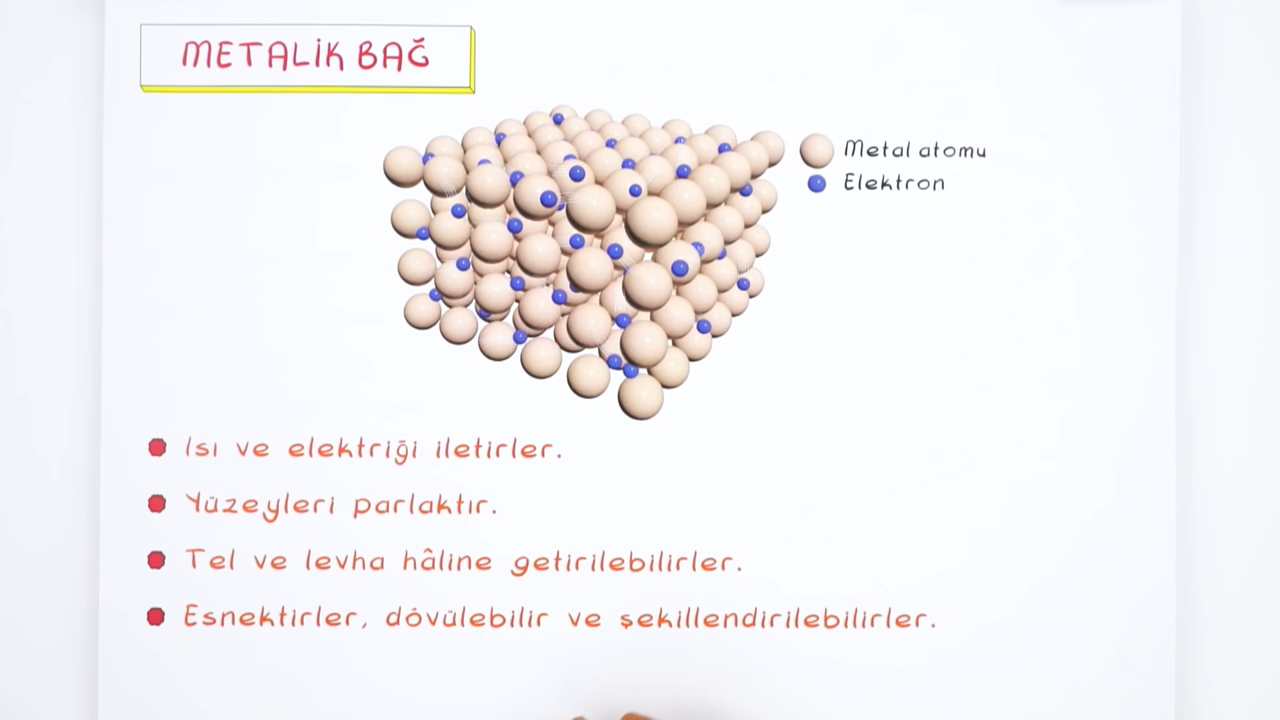 METALİK BAĞ
Metal atomu
Elektron
Isı ve elektriği iletirler.
Yüzeyleri parlaktır.
Tel ve levha hâline getirilebilirler.
Esnektirler, dövülebilir ve şekillendirilebilirler.